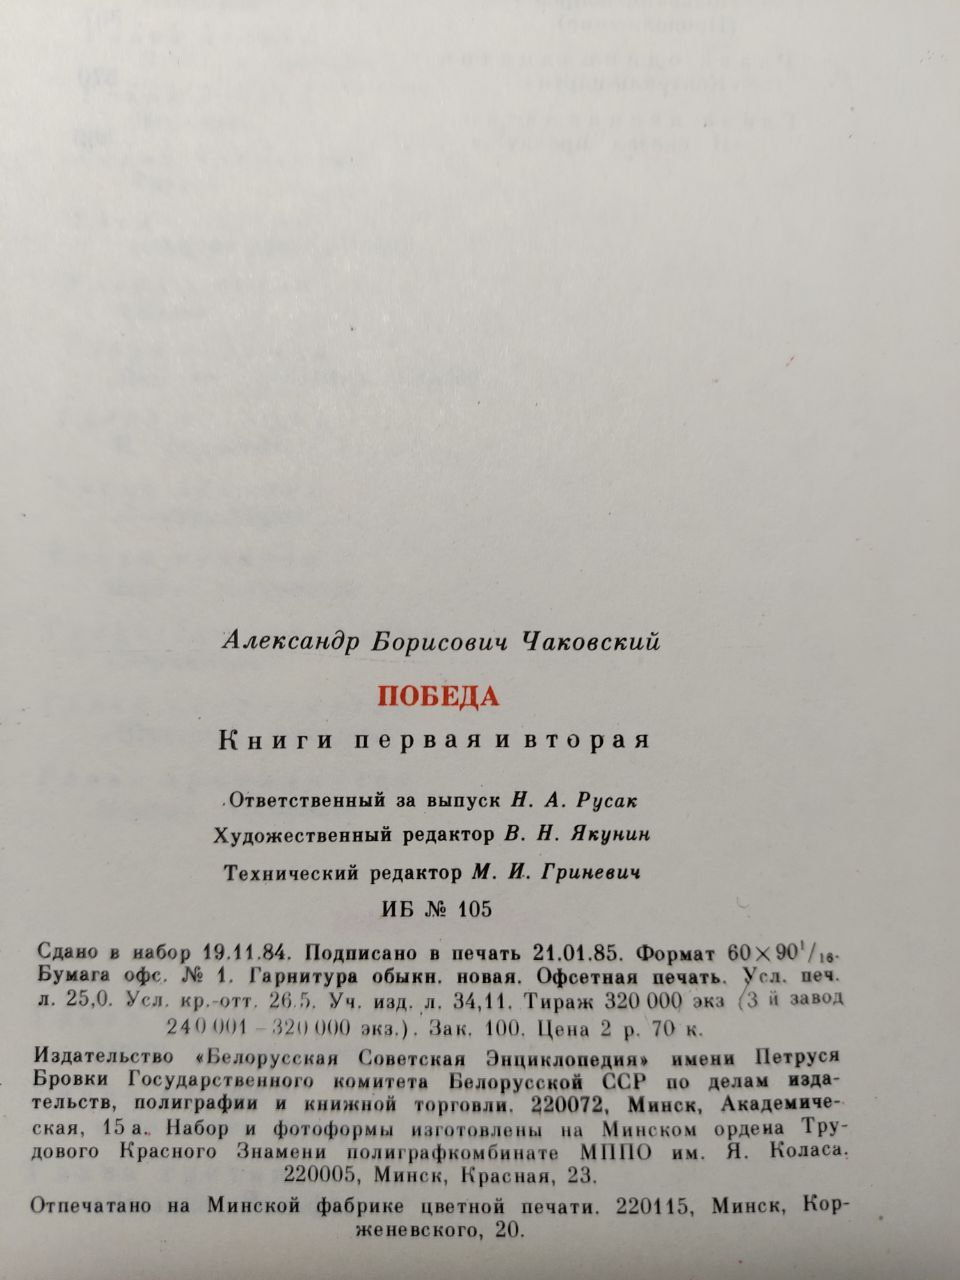 Александр Борисович Чаковский
ПОБЕДА
Книги первая и вторая
Ответственный за выпуск Н. А. Русак
Художественный редактор В. Н. Якунин
Технический редактор М. И. Гриневич
ИБ № 105
Сдано в набор 19.11.84. Подписано в печать 21.01.85. Формат 60×90¹/₁₆.
Бумага офс. № 1. Гарнитура обыкн. новая. Офсетная печать. Усл. печ.
л. 25,0. Усл. кр.-отт. 26,5. Уч. изд. л. 34,11. Тираж 320 000 экз (3 й завод
240 001 – 320 000 экз.). Зак. 100. Цена 2 р. 70 к.
Издательство «Белорусская Советская Энциклопедия» имени Петруся
Бровки Государственного комитета Белорусской ССР по делам изда-
тельств, полиграфии и книжной торговли. 220072, Минск, Академиче-
ская, 15 а. Набор и фотоформы изготовлены на Минском ордена Тру-
дового Красного Знамени полиграфкомбинате МППО им. Я. Коласа.
220005, Минск, Красная, 23.
Отпечатано на Минской фабрике цветной печати. 220115, Минск, Кор-
женевского, 20.